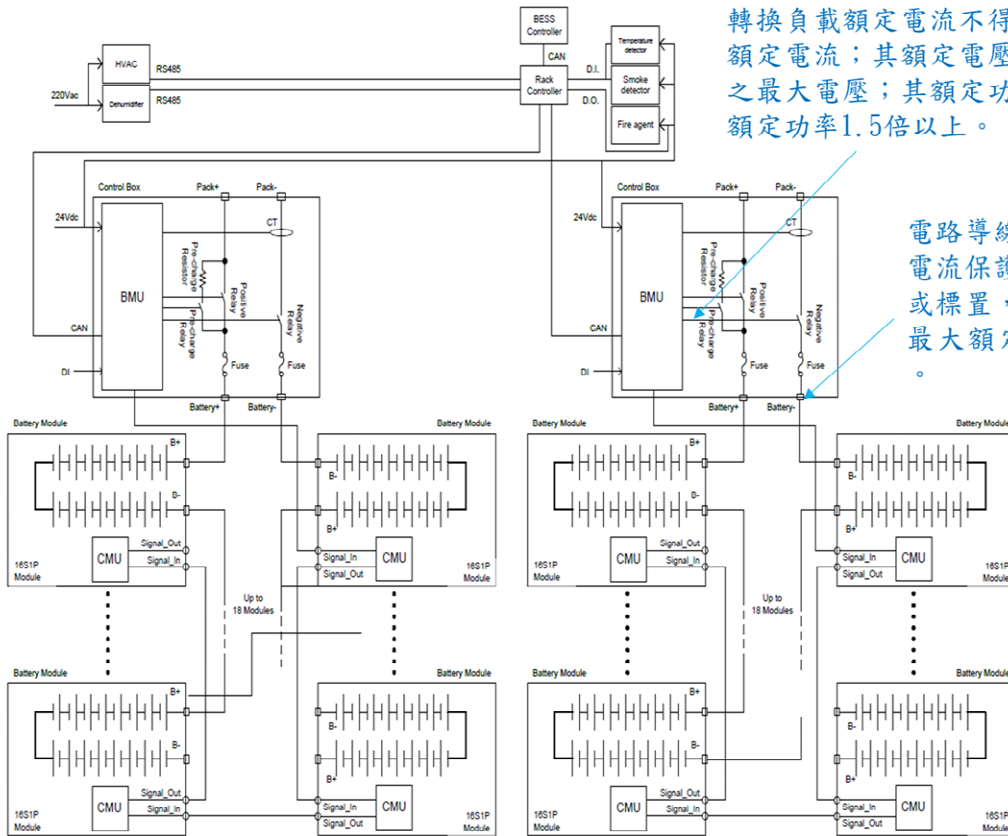 BESS
Controller
CAN
HVAC
RS485
220Vac
Dehumidifier
RS485
Rack
Controller
D.I.
D.O.
Temperature
detector
Smoke
detector
Fire agent
轉換負載額定電流不得
額定電流；其額定電壓
之最大電壓；其額定功
額定功率1.5倍以上。
Control Box
Pack+
Pack-
24Vdc
CT
BMU
Pre-charge
Resistor
Positive
Relay
Pre-charge
Relay
Negative
Relay
CAN
DI
Fuse
Fuse
Battery+
Battery-
Control Box
Pack+
Pack-
24Vdc
CT
BMU
Pre-charge
Resistor
Positive
Relay
Pre-charge
Relay
Negative
Relay
CAN
DI
Fuse
Fuse
Battery+
Battery-
電路導線
電流保護
或標置，
最大額定
。
Battery Module
B+
B-
CMU
Signal_Out
Signal_In
16S1P
Module
Battery Module
B-
B+
Signal_In
Signal_Out
CMU
16S1P
Module
Up to
18 Modules
Battery Module
B+
B-
CMU
Signal_Out
Signal_In
16S1P
Module
Battery Module
B-
B+
Signal_In
Signal_Out
CMU
16S1P
Module
Up to
18 Modules
Battery Module
B+
B-
CMU
Signal_Out
Signal_In
16S1P
Module
Battery Module
B-
B+
Signal_In
Signal_Out
CMU
16S1P
Module
Battery Module
B+
B-
CMU
Signal_Out
Signal_In
16S1P
Module
Battery Module
B-
B+
Signal_In
Signal_Out
CMU
16S1P
Module